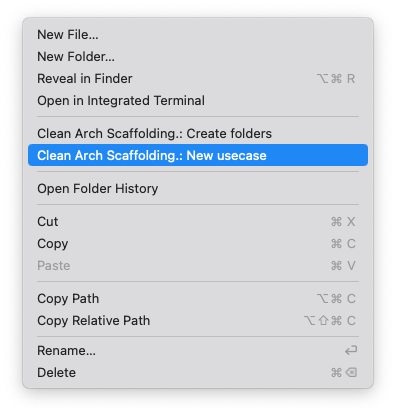 New File...
New Folder...
Reveal in Finder ⌥⌘ R
Open in Integrated Terminal
Clean Arch Scaffolding.: Create folders
Clean Arch Scaffolding.: New usecase
Open Folder History
Cut ⌘ X
Copy ⌘ C
Paste ⌘ V
Copy Path ⌥⌘ C
Copy Relative Path ⌥⇧⌘ C
Rename... ↩
Delete ⌘⌫